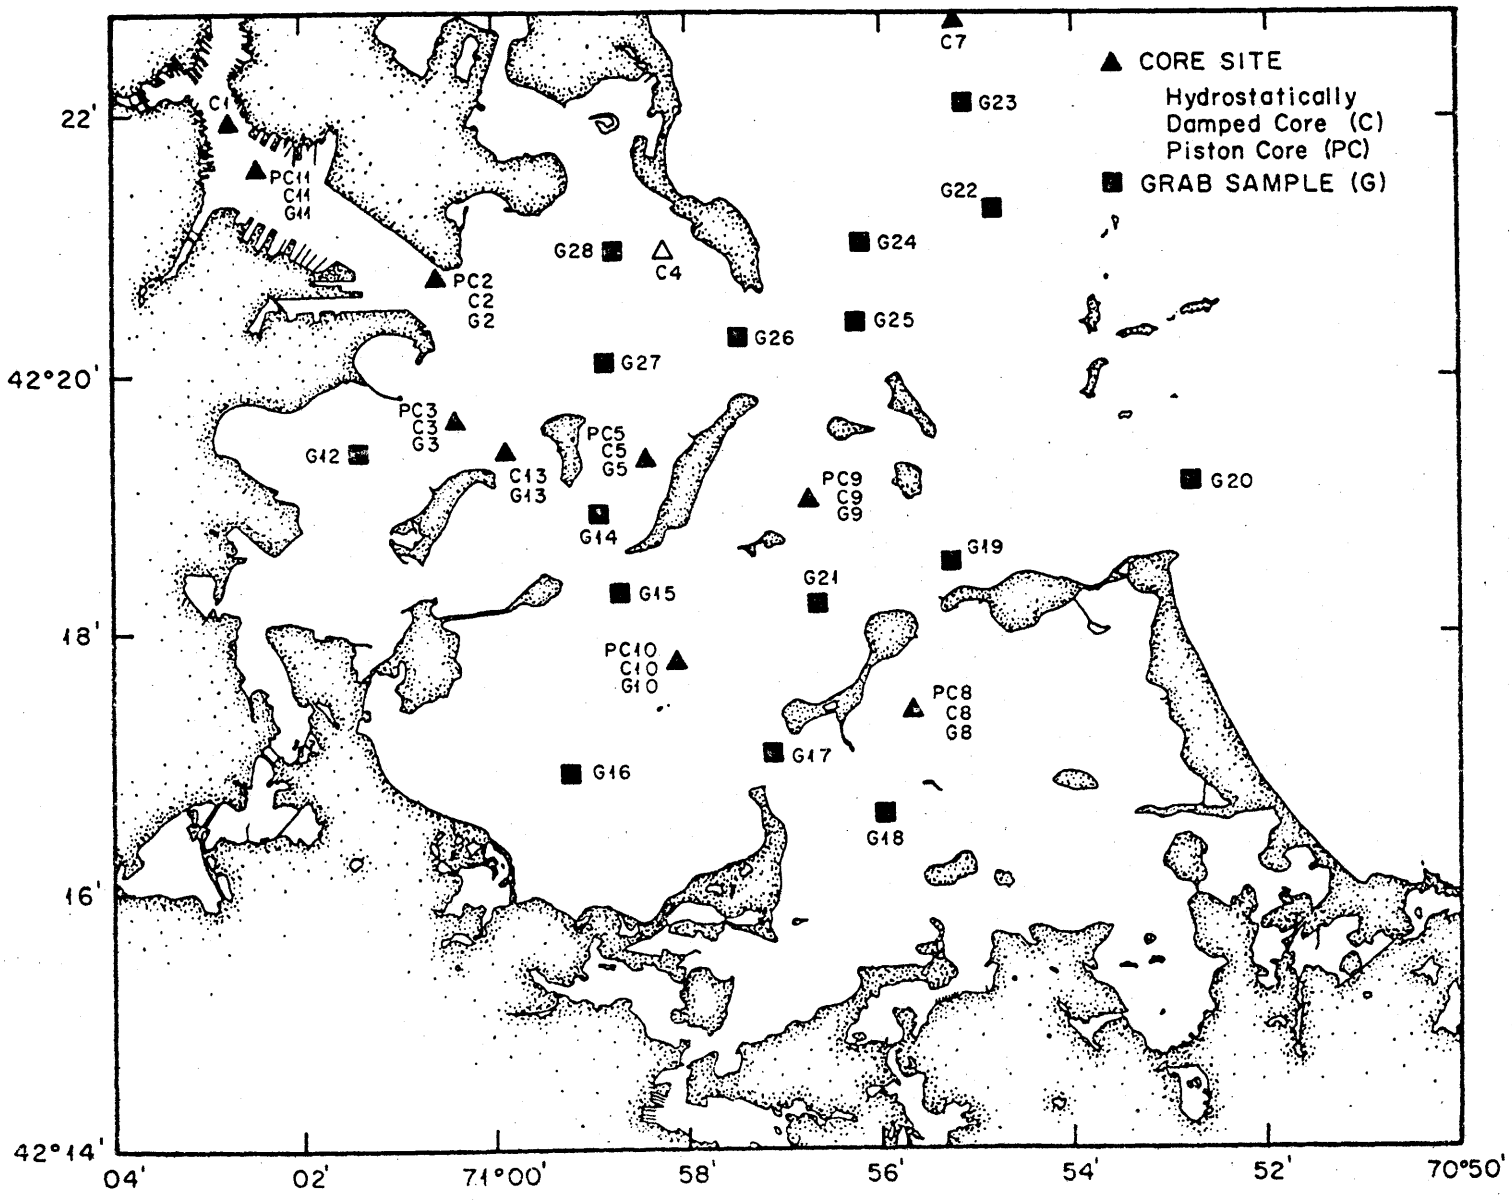 C7
▲ CORE SITE
Hydrostatically
Damped Core (C)
Piston Core (PC)
■ GRAB SAMPLE (G)
22'
C1
G23
PC11
C11
G11
G22
G28
C4
G24
PC2
C2
G2
G26
G25
G27
42°20'
PC3
C3
G3
G12
C13
G13
PC5
C5
G5
PC9
C9
G9
G20
G14
G19
G15
G21
18'
PC10
C10
G10
PC8
C8
G8
G16
G17
G18
16'
42°14'
04'
02'
71°00'
58'
56'
54'
52'
70°50'